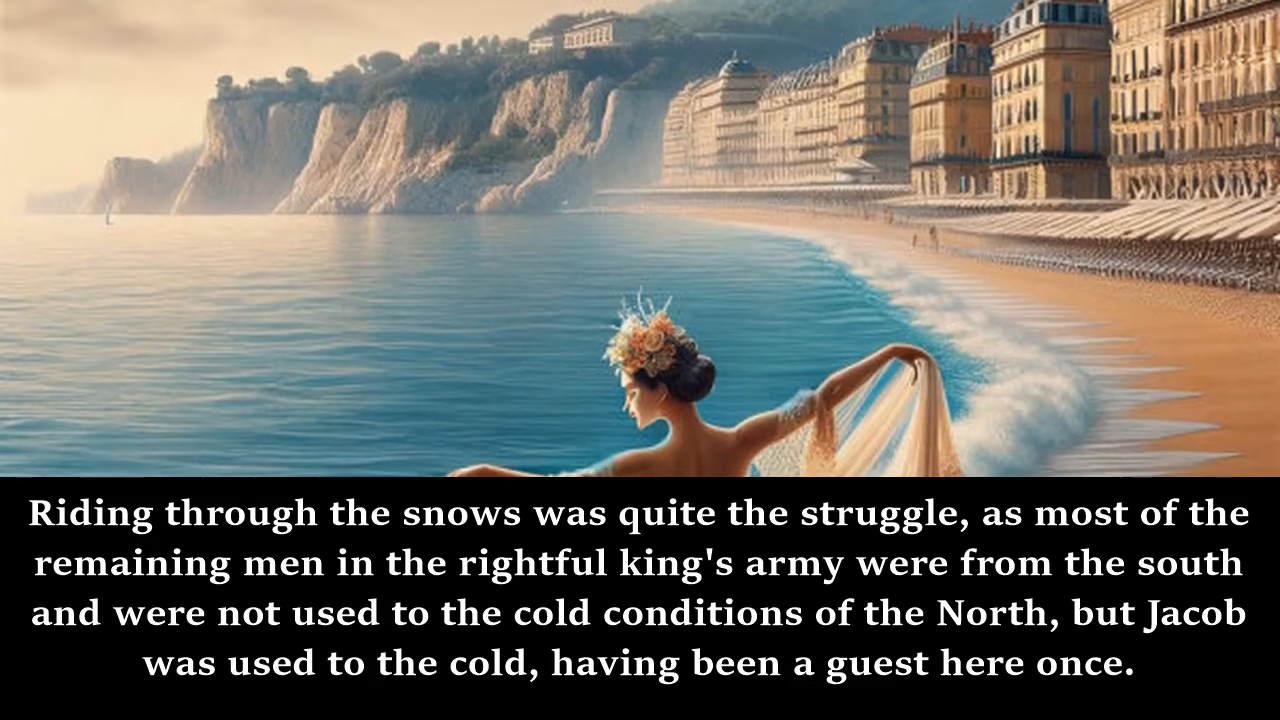 Riding through the snows was quite the struggle, as most of the
remaining men in the rightful king's army were from the south
and were not used to the cold conditions of the North, but Jacob
was used to the cold, having been a guest here once.